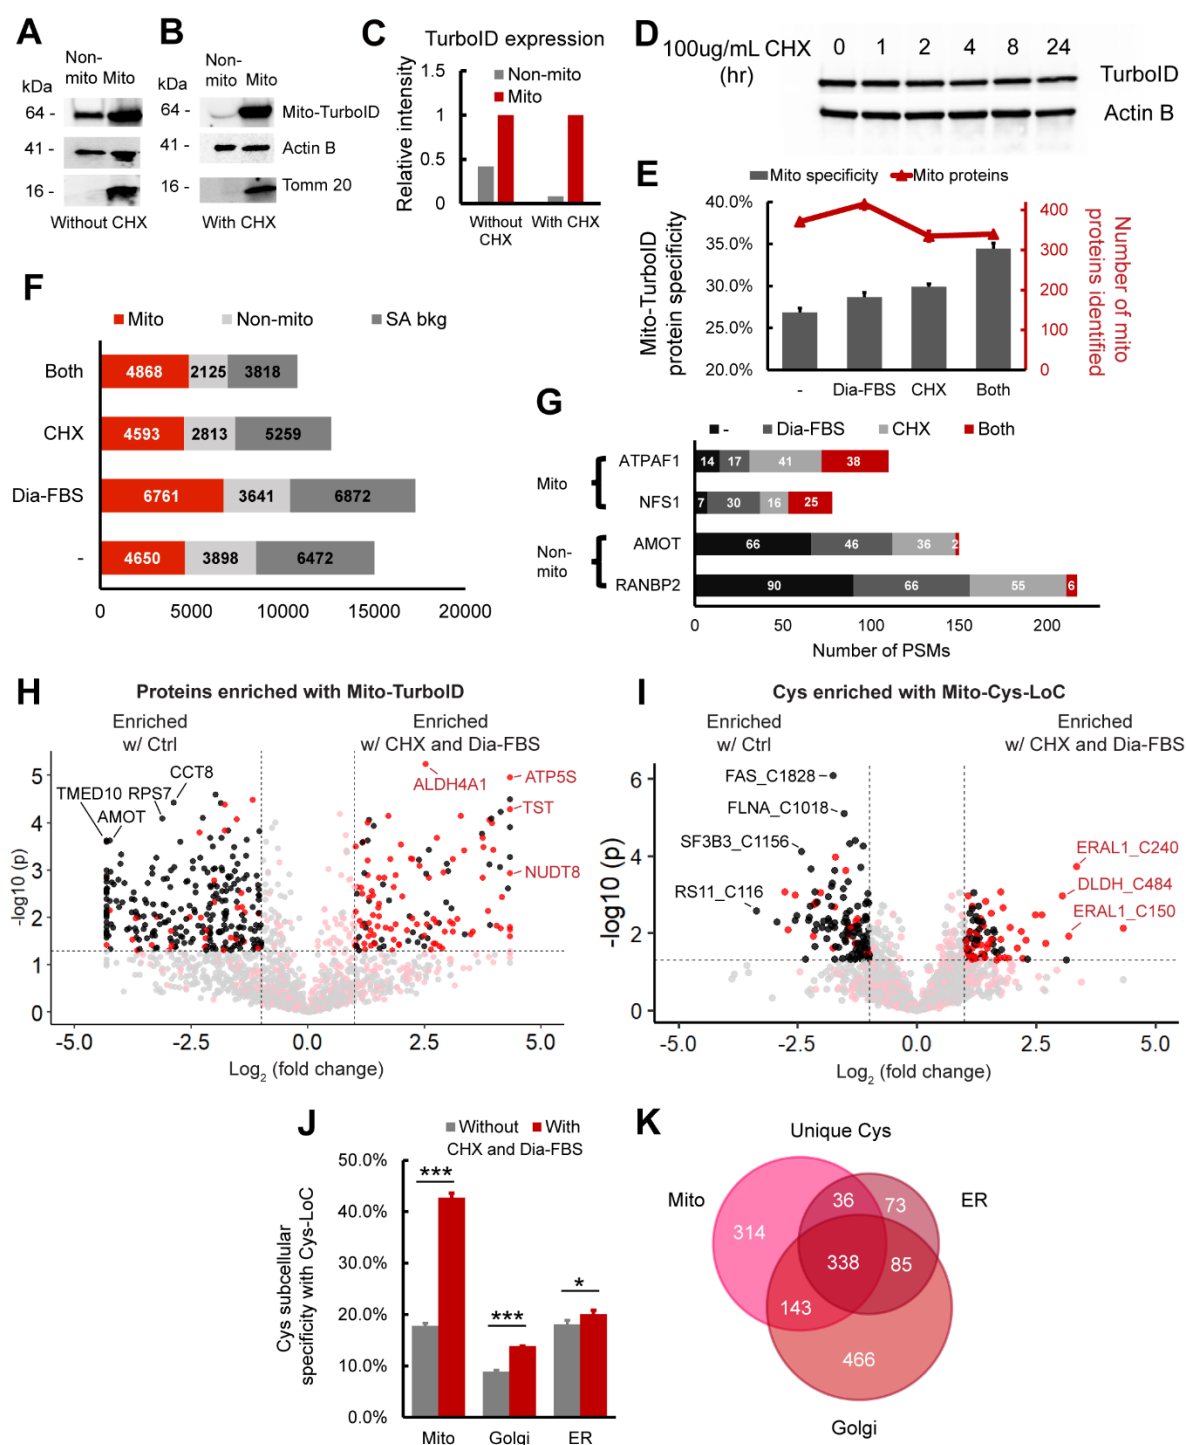 A
Non-
mito Mito
kDa
64 -
41 -
16 -
Without CHX
B
Non-
mito Mito
kDa
64 -
41 -
16 -
Mito-TurboID
Actin B
Tomm 20
With CHX
C
TurboID expression
Non-mito
Mito
Relative intensity
1.5
1
0.5
0
Without
CHX
With CHX
D
100ug/mL CHX
(hr)
0 1 2 4 8 24
TurboID
Actin B
E
Mito specificity
Mito proteins
Mito-TurboID
protein specificity
40.0%
35.0%
30.0%
25.0%
20.0%
400
300
200
100
0
Number of mito
proteins identified
- Dia-FBS CHX Both
F
Mito Non-mito SA bkg
Both 4868 2125 3818
CHX 4593 2813 5259
Dia-FBS 6761 3641 6872
- 4650 3898 6472
0 5000 10000 15000 20000
G
- Dia-FBS CHX Both
Mito
ATPAF1 14 17 41 38
NFS1 7 30 16 25
Non-
mito
AMOT 66 46 36 2
RANBP2 90 66 55 6
0 50 100 150 200
Number of PSMs
H
Proteins enriched with Mito-TurboID
Enriched
w/ Ctrl
Enriched
w/ CHX and Dia-FBS
CCT8
TMED10 RPS7
AMOT
ALDH4A1
ATP5S
TST
NUDT8
-log10 (p)
5
4
3
2
1
0
-5.0 -2.5 0.0 2.5 5.0
Log2 (fold change)
I
Cys enriched with Mito-Cys-LoC
Enriched
w/ Ctrl
Enriched
w/ CHX and Dia-FBS
FAS_C1828
FLNA_C1018
SF3B3_C1156
RS11_C116
ERAL1_C240
DLDH_C484
ERAL1_C150
-log10 (p)
6
4
2
0
-5.0 -2.5 0.0 2.5 5.0
Log2 (fold change)
J
Without With
CHX and Dia-FBS
Cys subcellular
specificity with Cys-LoC
50.0%
40.0%
30.0%
20.0%
10.0%
0.0%
***
***
*
Mito Golgi ER
K
Unique Cys
Mito
ER
Golgi
314
36
73
338
85
143
466